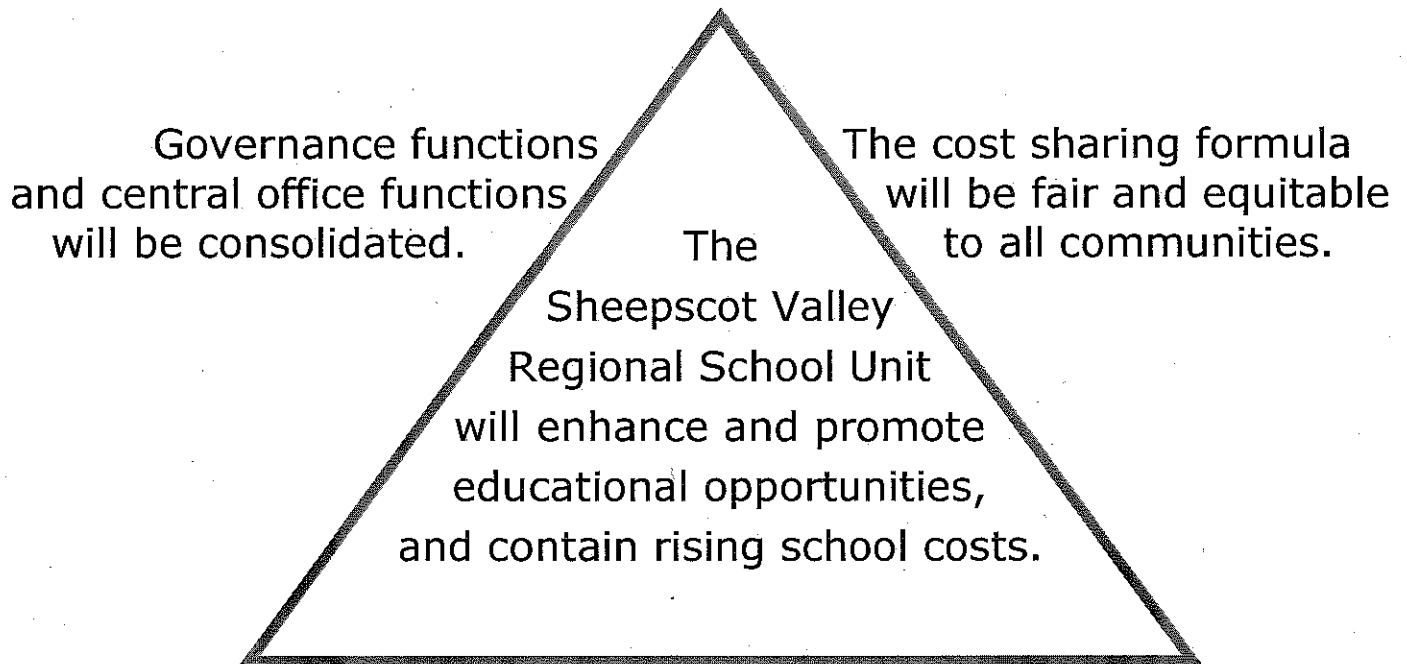 Governance functions
and central office functions
will be consolidated.
The cost sharing formula
will be fair and equitable
to all communities.
The
Sheepscot Valley
Regional School Unit
will enhance and promote
educational opportunities,
and contain rising school costs.